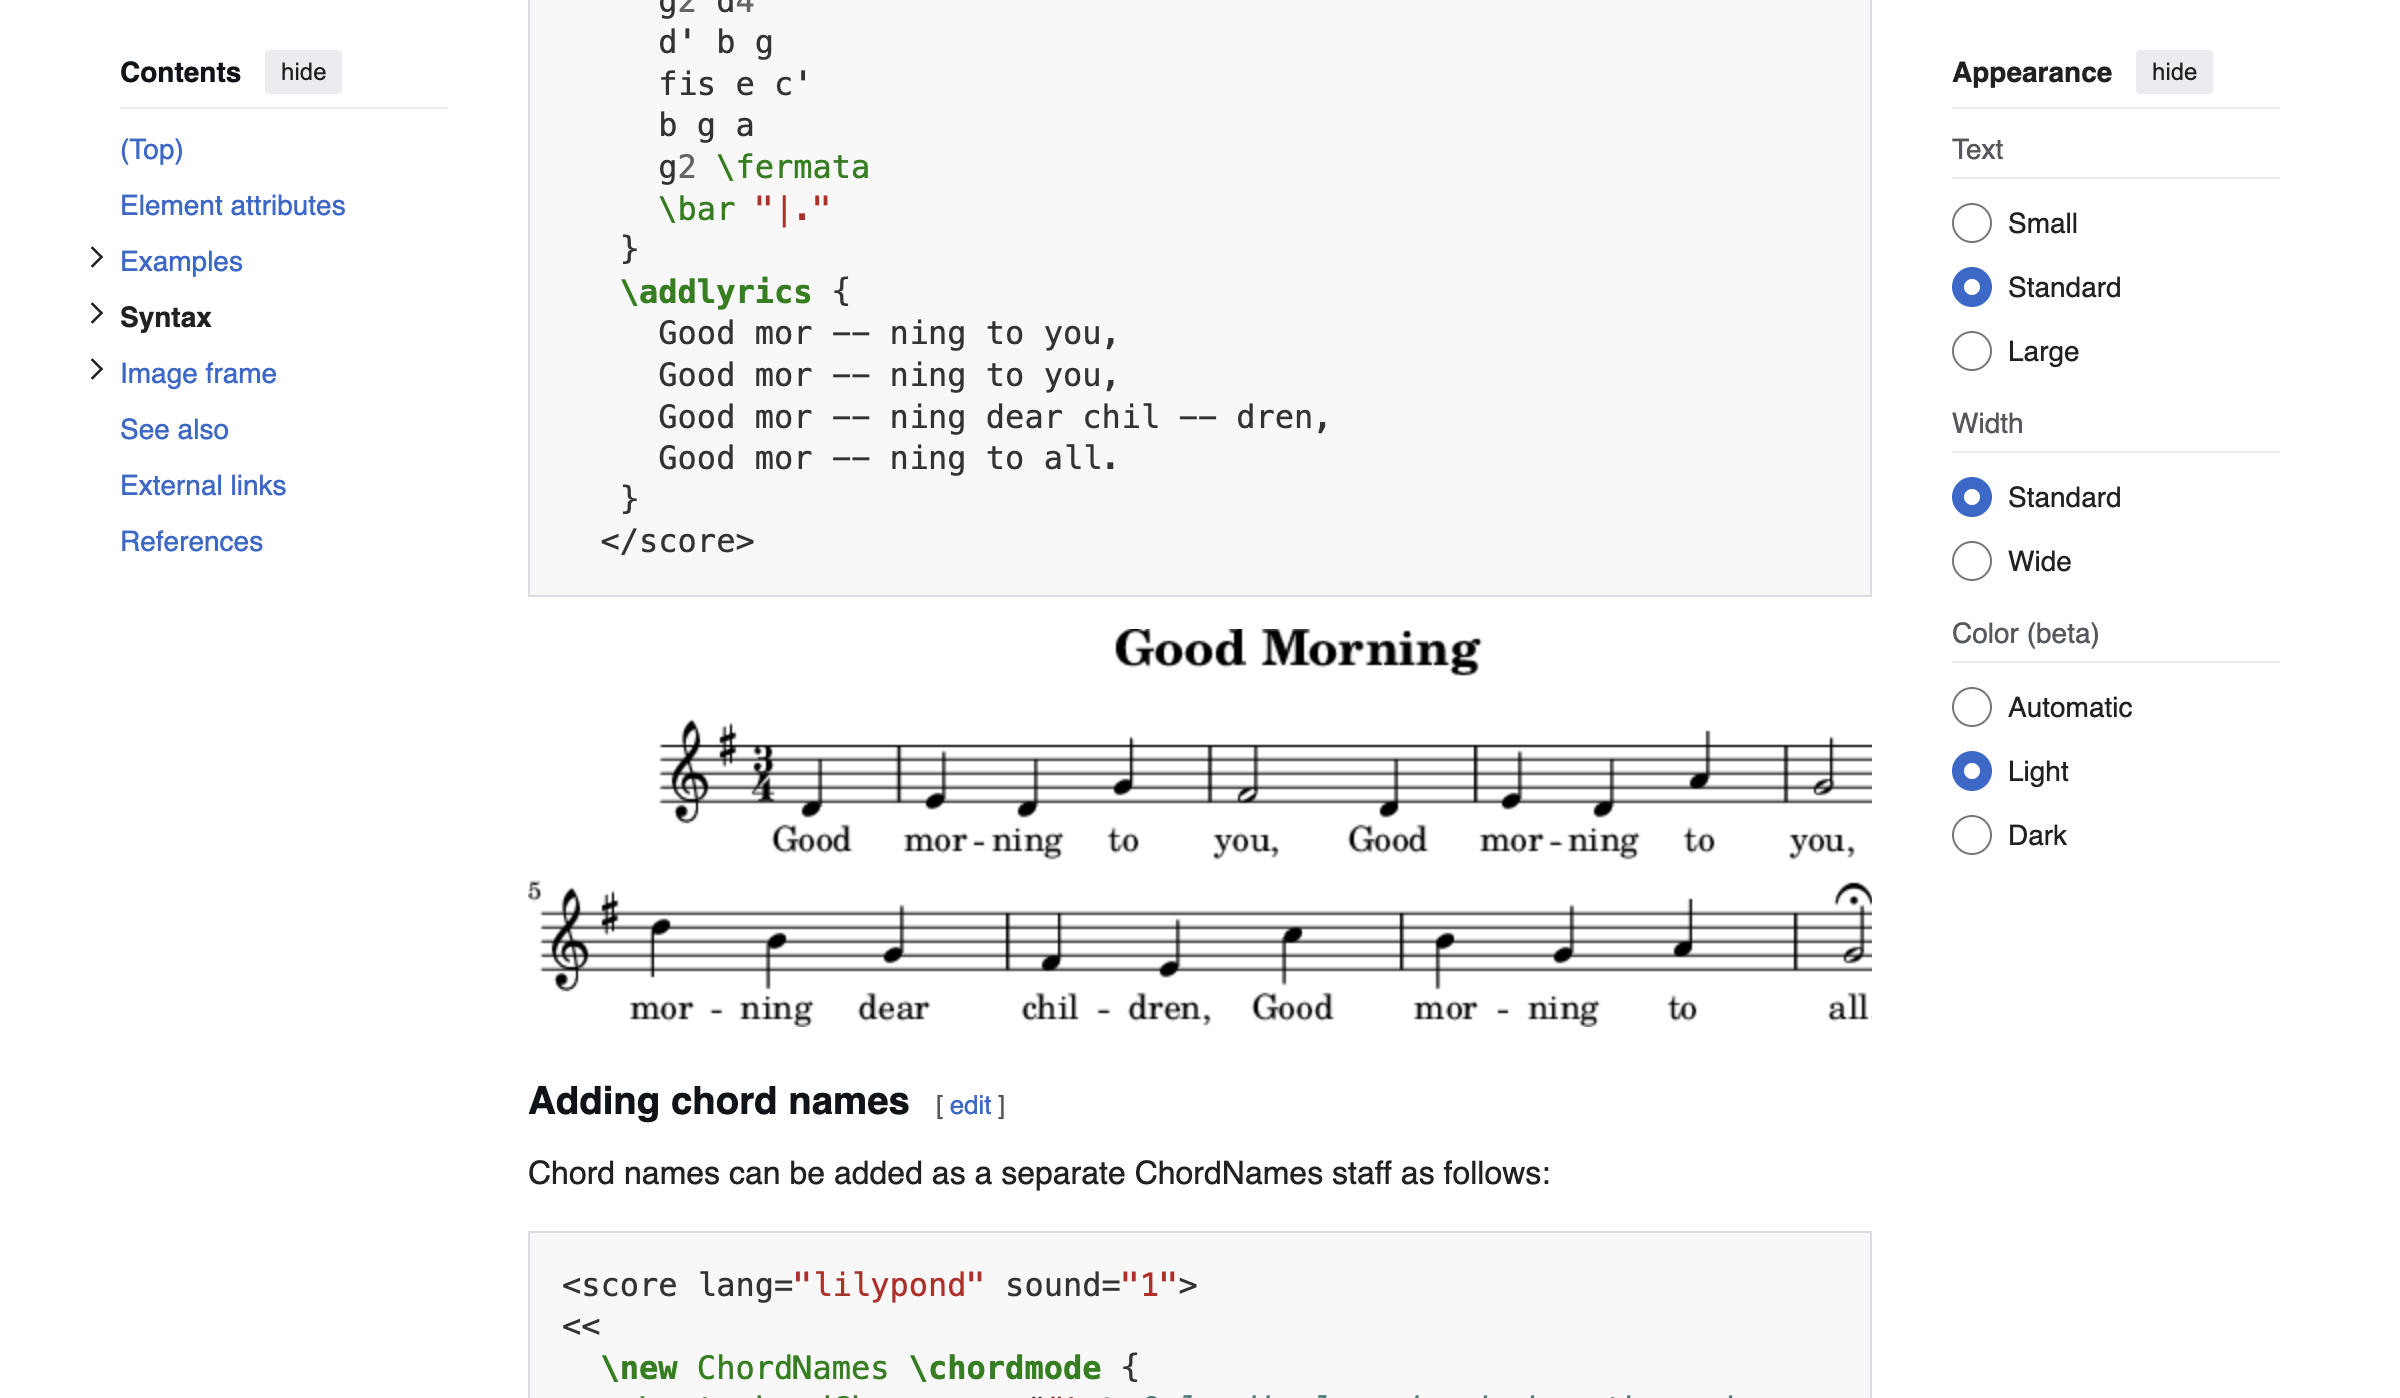 Contents hide
(Top)
Element attributes
Examples
Syntax
Image frame
See also
External links
References
g2 d4
d' b g
fis e c'
b g a
g2 \fermata
\bar "|."
}
\addlyrics {
Good mor -- ning to you,
Good mor -- ning to you,
Good mor -- ning dear chil -- dren,
Good mor -- ning to all.
}
</score>
Good Morning
3
4
Good mor - ning to you, Good mor - ning to you,
5
mor - ning dear chil - dren, Good mor - ning to all
Adding chord names [ edit ]
Chord names can be added as a separate ChordNames staff as follows:
<score lang="lilypond" sound="1">
<<
\new ChordNames \chordmode {
Appearance hide
Text
Small
Standard
Large
Width
Standard
Wide
Color (beta)
Automatic
Light
Dark